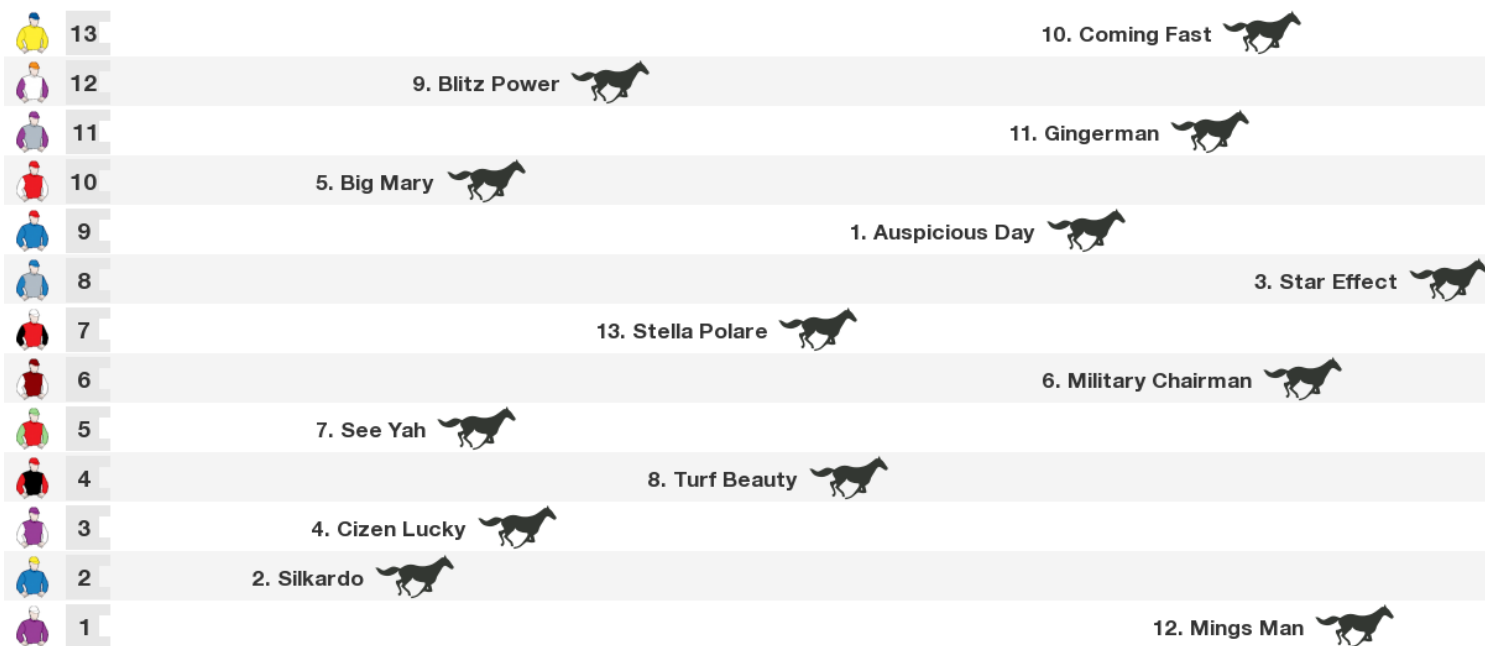 13 10. Coming Fast
12 9. Blitz Power
11 11. Gingerman
10 5. Big Mary
9 1. Auspicious Day
8 3. Star Effect
7 13. Stella Polare
6 6. Military Chairman
5 7. See Yah
4 8. Turf Beauty
3 4. Cizen Lucky
2 2. Silkardo
1 12. Mings Man